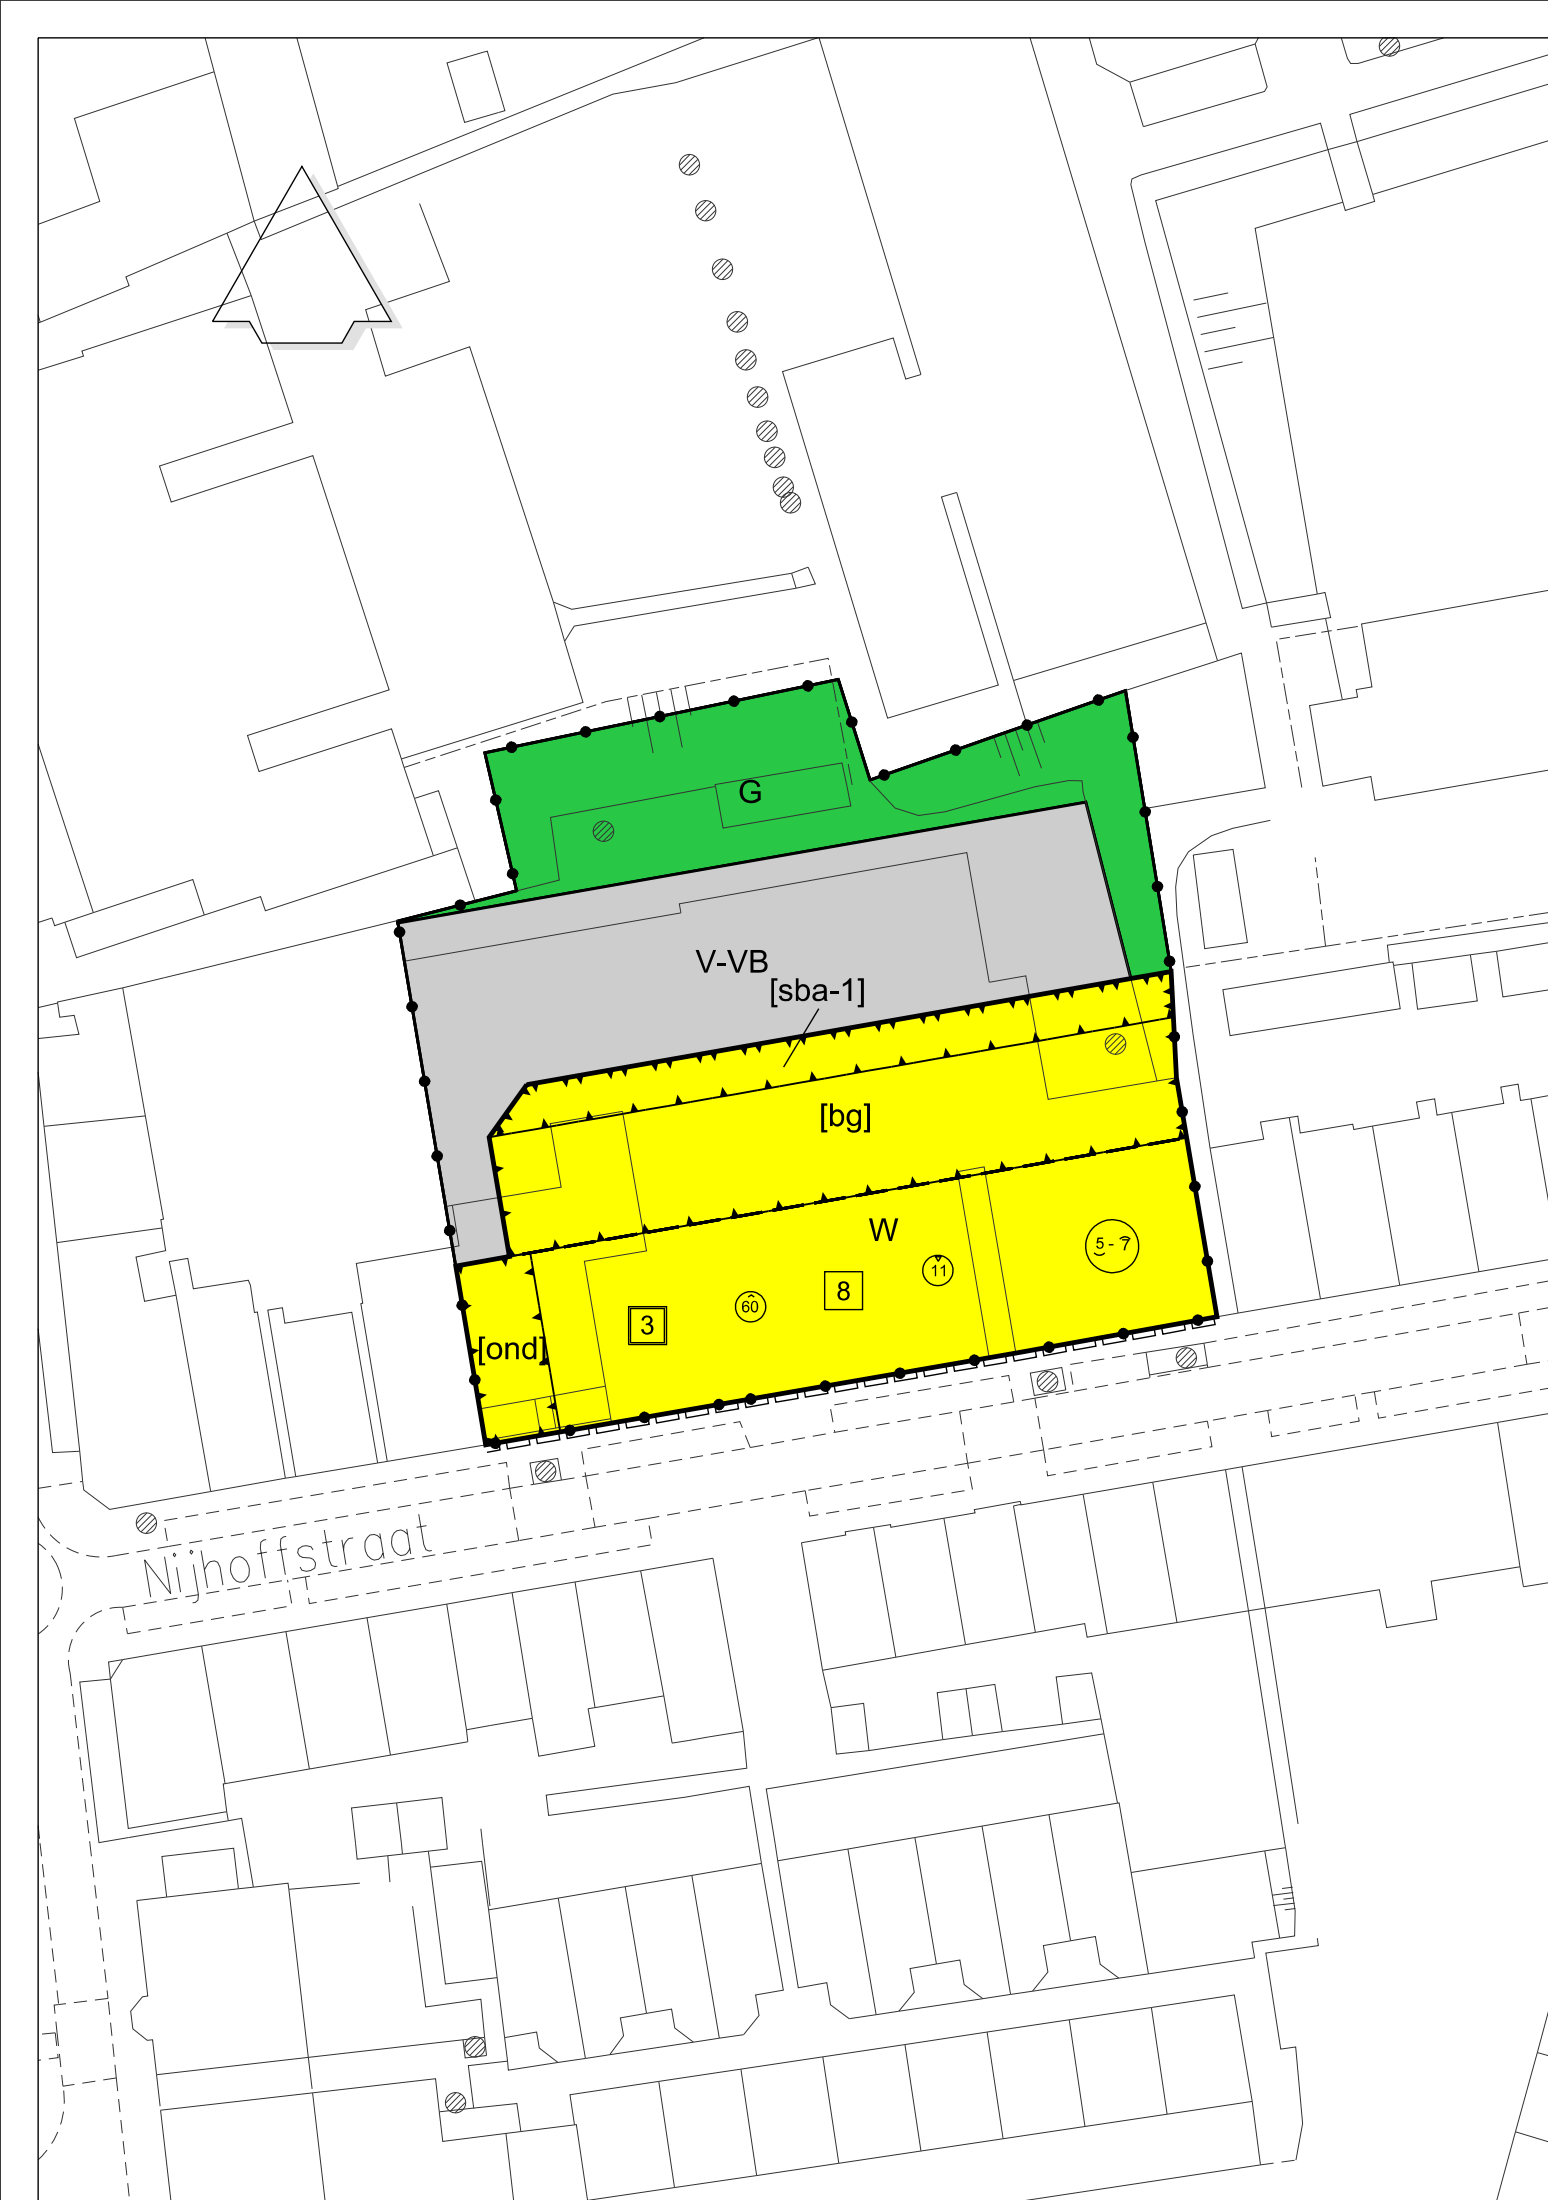 G
V-VB
[sba-1]
[bg]
W
5 - 7
11
8
60
3
[ond]
Nijhoffstraat